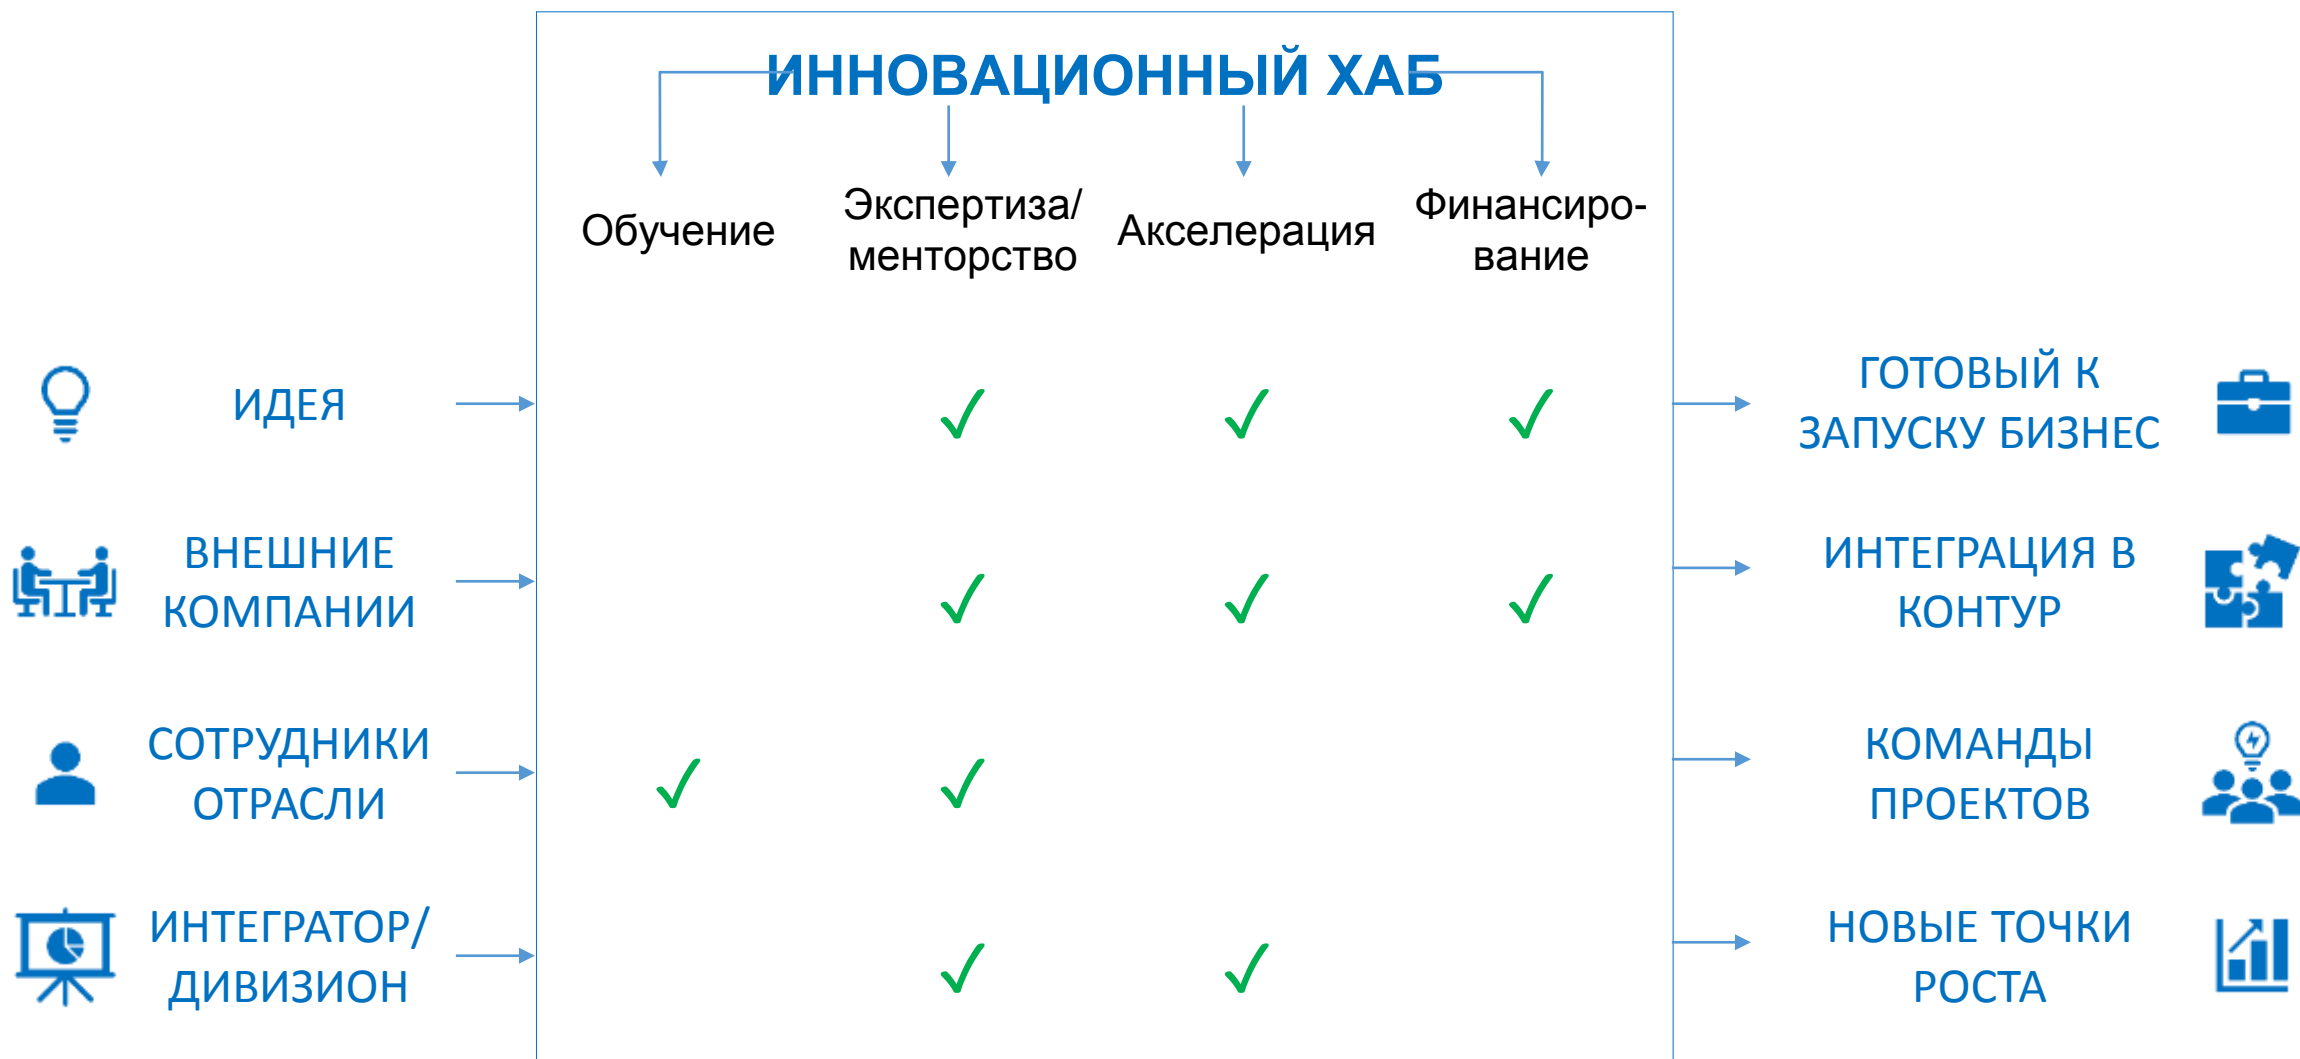 ИННОВАЦИОННЫЙ ХАБ
Обучение
Экспертиза/
менторство
Акселерация
Финансиро-
вание
ИДЕЯ
ГОТОВЫЙ К
ЗАПУСКУ БИЗНЕС
ВНЕШНИЕ
КОМПАНИИ
ИНТЕГРАЦИЯ В
КОНТУР
СОТРУДНИКИ
ОТРАСЛИ
КОМАНДЫ
ПРОЕКТОВ
ИНТЕГРАТОР/
ДИВИЗИОН
НОВЫЕ ТОЧКИ
РОСТА